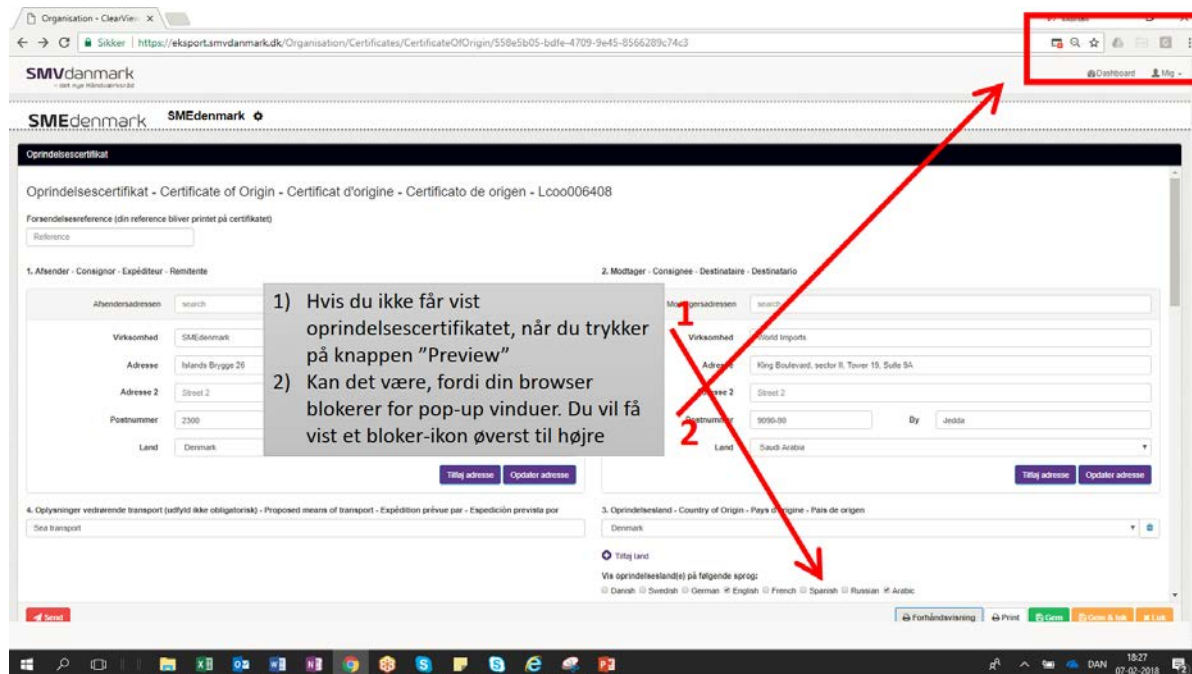 Organisation - ClearView
Sikker | https://eksport.smvdanmark.dk/Organisation/Certificates/CertificateOfOrigin/558e5b05-bdfe-4709-9e45-8566289c74c3
SMVdanmark
- det nye Håndværksråd
Dashboard Mig
SMEdenmark SMEdenmark
Oprindelsescertifikat
Oprindelsescertifikat - Certificate of Origin - Certificat d'origine - Certificato de origen - Lcoo006408
Forsendelsesreference (din reference bliver printet på certifikatet)
Reference
1. Afsender - Consignor - Expéditeur - Remitente
2. Modtager - Consignee - Destinataire - Destinatario
Afsendersadressen search
Virksomhed SMEdenmark
Adresse Islands Brygge 26
Adresse 2 Street 2
Postnummer 2300
Land Denmark
Tilføj adresse Opdater adresse
1) Hvis du ikke får vist
oprindelsescertifikatet, når du trykker
på knappen ”Preview”
2) Kan det være, fordi din browser
blokerer for pop-up vinduer. Du vil få
vist et bloker-ikon øverst til højre
1
2
search
Virksomhed World Imports
Adresse King Boulevard, sector II, Tower 19, Suite 9A
Street 2
Postnummer 9090-90 By Jedda
Land Saudi Arabia
Tilføj adresse Opdater adresse
4. Oplysninger vedrørende transport (udfyld ikke obligatorisk) - Proposed means of transport - Expédition prévue par - Espedición prevista por
Sea transport
3. Oprindelsesland - Country of Origin - Pays d'origine - Pais de origen
Denmark
Tilføj land
Vis oprindelsesland(e) på følgende sprog:
Danish Swedish German English French Spanish Russian Arabic
Send
Forhåndsvisning Print Gem Gem & luk Luk
DAN 18:27
07-02-2018